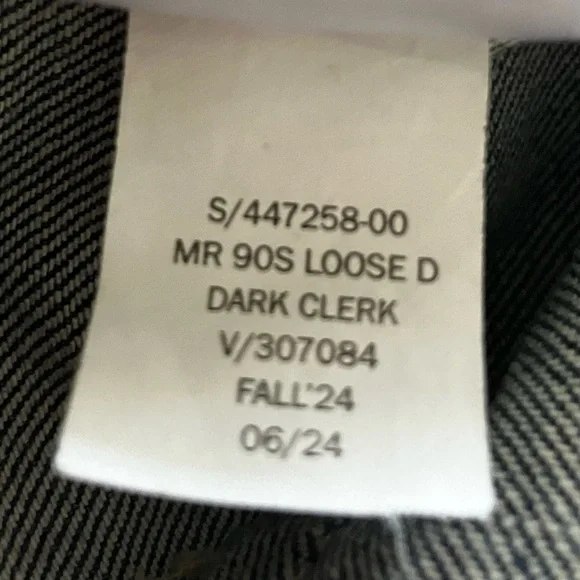 S/447258-00
MR 90S LOOSE D
DARK CLERK
V/307084
FALL'24
06/24